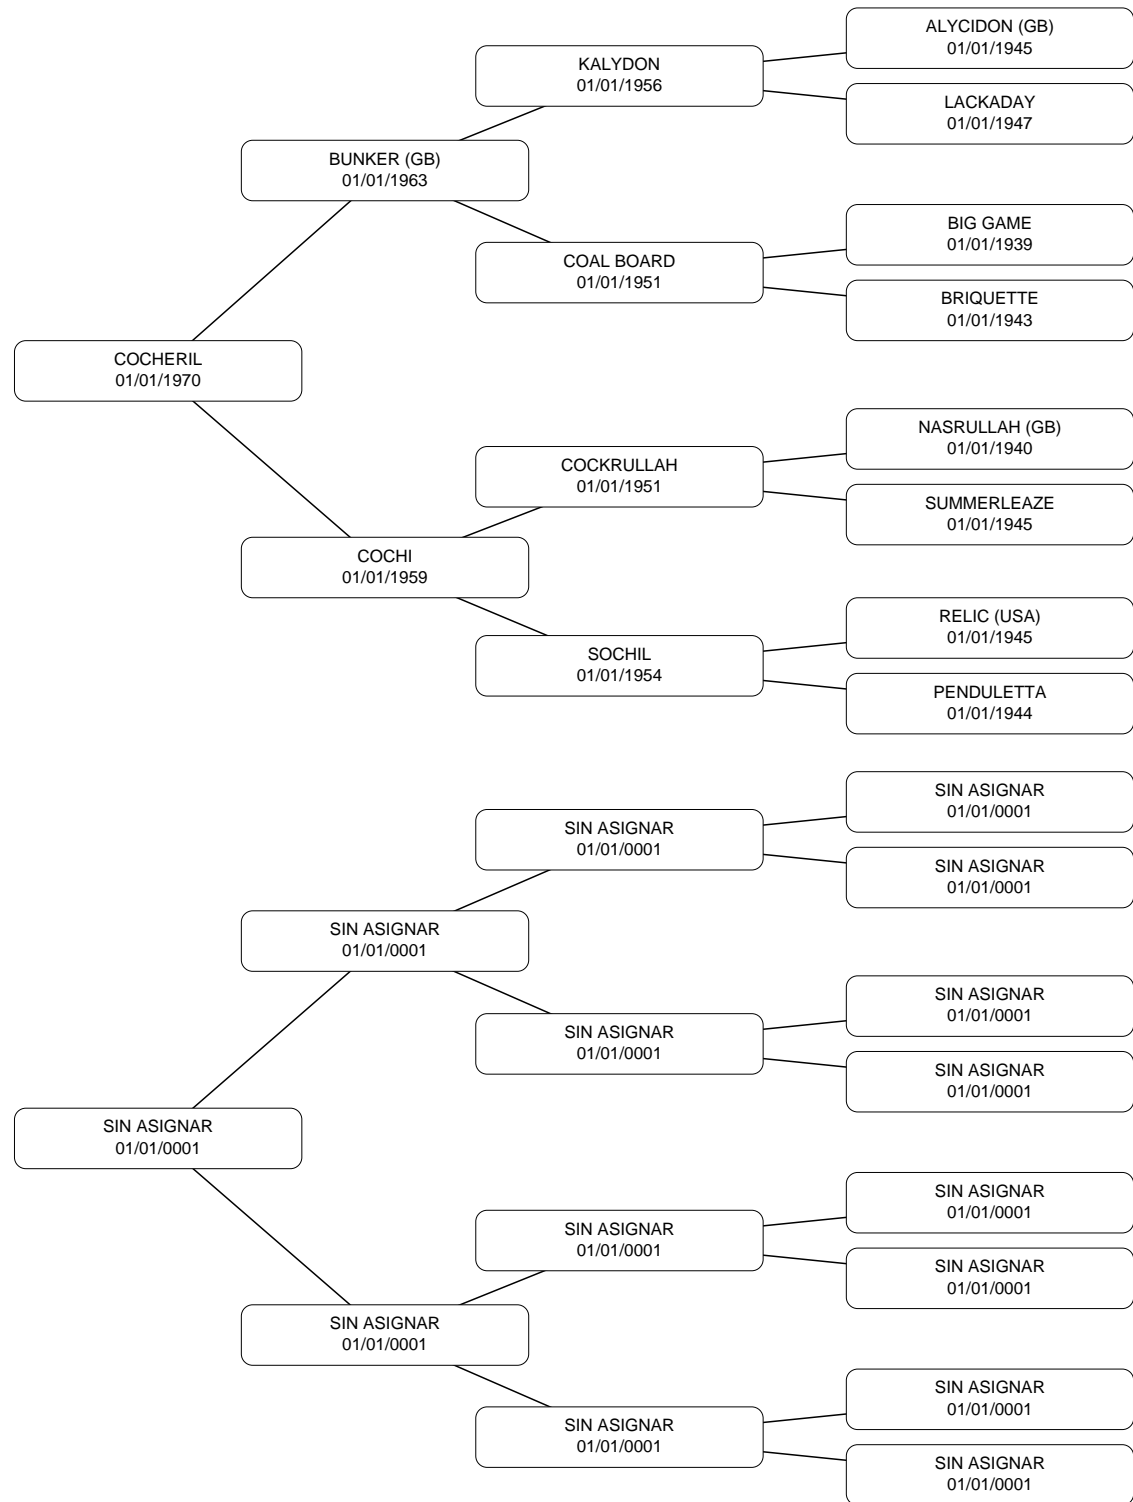 ALYCIDON (GB)
01/01/1945
KALYDON
01/01/1956
LACKADAY
01/01/1947
BUNKER (GB)
01/01/1963
BIG GAME
01/01/1939
COAL BOARD
01/01/1951
BRIQUETTE
01/01/1943
COCHERIL
01/01/1970
NASRULLAH (GB)
01/01/1940
COCKRULLAH
01/01/1951
SUMMERLEAZE
01/01/1945
COCHI
01/01/1959
RELIC (USA)
01/01/1945
SOCHIL
01/01/1954
PENDULETTA
01/01/1944
SIN ASIGNAR
01/01/0001
SIN ASIGNAR
01/01/0001
SIN ASIGNAR
01/01/0001
SIN ASIGNAR
01/01/0001
SIN ASIGNAR
01/01/0001
SIN ASIGNAR
01/01/0001
SIN ASIGNAR
01/01/0001
SIN ASIGNAR
01/01/0001
SIN ASIGNAR
01/01/0001
SIN ASIGNAR
01/01/0001
SIN ASIGNAR
01/01/0001
SIN ASIGNAR
01/01/0001
SIN ASIGNAR
01/01/0001
SIN ASIGNAR
01/01/0001
SIN ASIGNAR
01/01/0001